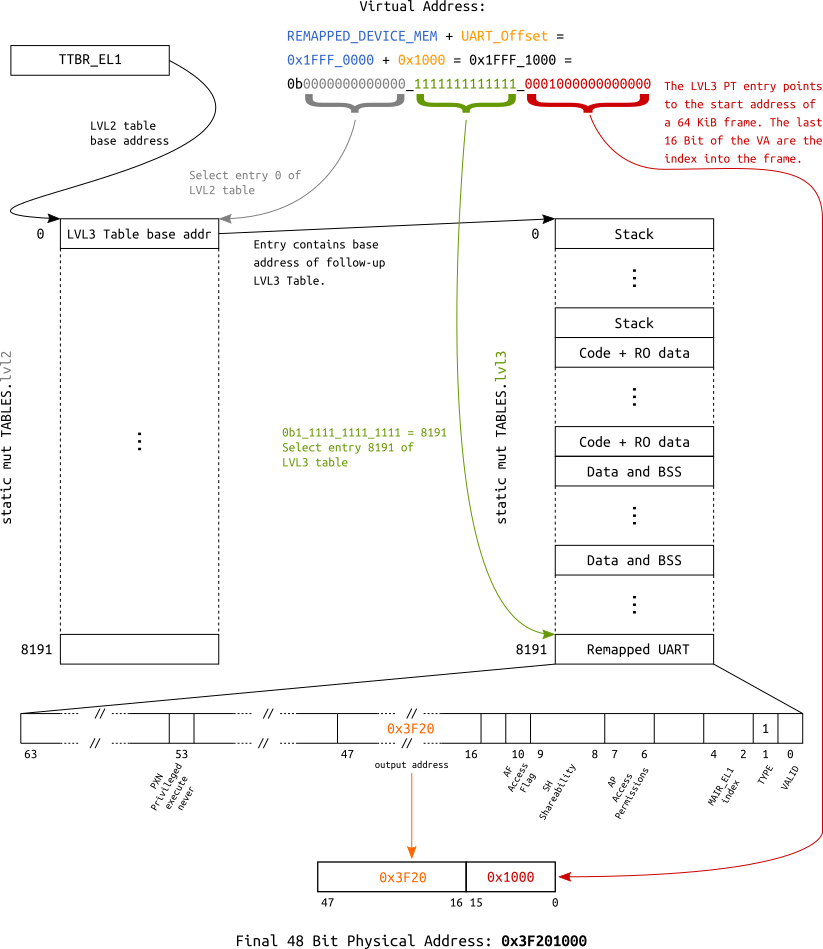 Virtual Address:
REMAPPED_DEVICE_MEM + UART_Offset =
0x1FFF_0000 + 0x1000 = 0x1FFF_1000 =
0b0000000000000_1111111111111_0001000000000000
TTBR_EL1
The LVL3 PT entry points
to the start address of
a 64 KiB frame. The last
16 Bit of the VA are the
index into the frame.
LVL2 table
base address
Select entry 0 of
LVL2 table
0
LVL3 Table base addr
Entry contains base
address of follow-up
LVL3 Table.
0
Stack
⋮
Stack
Code + RO data
⋮
Code + RO data
Data and BSS
⋮
Data and BSS
⋮
8191
Remapped UART
static mut TABLES.lvl2
⋮
8191
0b1_1111_1111_1111 = 8191
Select entry 8191 of
LVL3 table
static mut TABLES.lvl3
0x3F20
1
63 53 47 16 10 9 8 7 6 4 2 1 0
output address
PXN
Privileged
execute
never
AF
Access
Flag
SH
Shareability
AP
Access
Permissions
MAIR_EL1
index
TYPE
VALID
0x3F20 0x1000
47 16 15 0
Final 48 Bit Physical Address: 0x3F201000